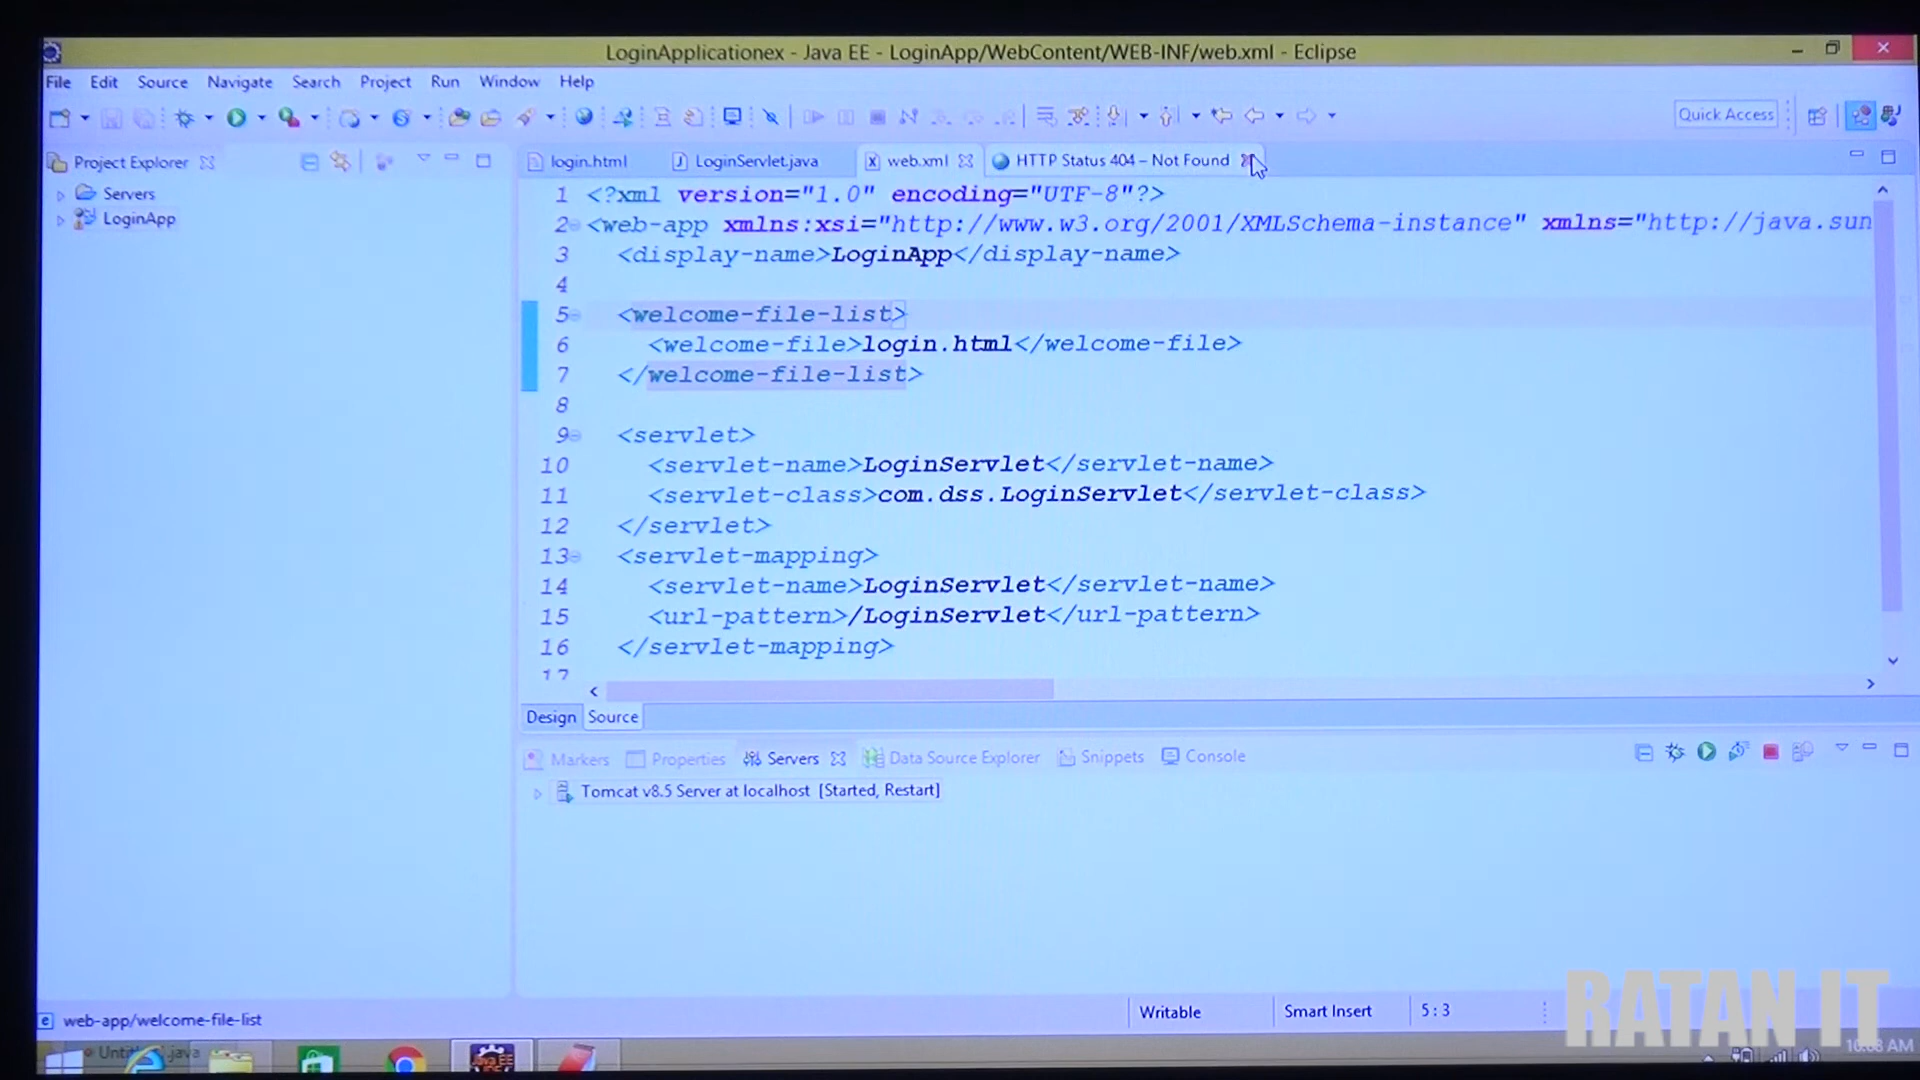 LoginApplicationex - Java EE - LoginApp/WebContent/WEB-INF/web.xml - Eclipse
File Edit Source Navigate Search Project Run Window Help
Quick Access
Project Explorer
Servers
LoginApp
login.html LoginServlet.java web.xml HTTP Status 404 – Not Found
1 <?xml version="1.0" encoding="UTF-8"?>
2 <web-app xmlns:xsi="http://www.w3.org/2001/XMLSchema-instance" xmlns="http://java.sun
3 <display-name>LoginApp</display-name>
4
5 <welcome-file-list>
6 <welcome-file>login.html</welcome-file>
7 </welcome-file-list>
8
9 <servlet>
10 <servlet-name>LoginServlet</servlet-name>
11 <servlet-class>com.dss.LoginServlet</servlet-class>
12 </servlet>
13 <servlet-mapping>
14 <servlet-name>LoginServlet</servlet-name>
15 <url-pattern>/LoginServlet</url-pattern>
16 </servlet-mapping>
17
Design Source
Markers Properties Servers Data Source Explorer Snippets Console
Tomcat v8.5 Server at localhost [Started, Restart]
web-app/welcome-file-list
Writable Smart Insert 5 : 3
RATAN IT
Java EE